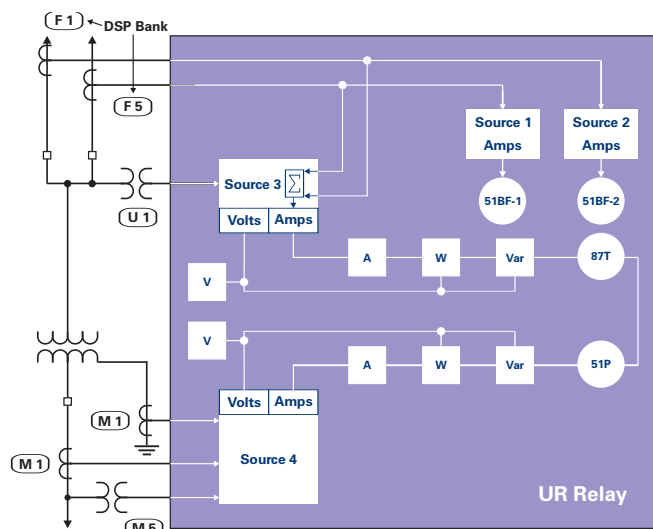 F 1
DSP Bank
F 5
Source 1
Amps
Source 2
Amps
Source 3
Σ
U 1
51BF-1
51BF-2
Volts
Amps
A
W
Var
87T
V
V
A
W
Var
51P
Volts
Amps
M 1
Source 4
M 1
UR Relay
M 5